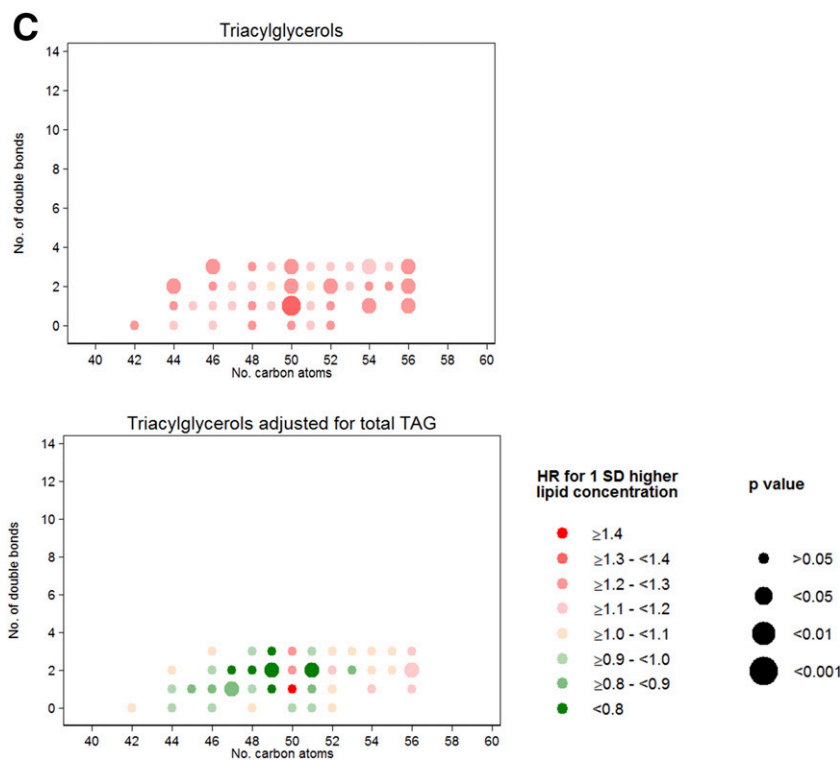 C
Triacylglycerols
14
12
10
8
6
4
2
0
No. of double bonds
40 42 44 46 48 50 52 54 56 58 60
No. carbon atoms
Triacylglycerols adjusted for total TAG
14
12
10
8
6
4
2
0
No. of double bonds
40 42 44 46 48 50 52 54 56 58 60
No. carbon atoms
HR for 1 SD higher
lipid concentration
≥1.4
≥1.3 - <1.4
≥1.2 - <1.3
≥1.1 - <1.2
≥1.0 - <1.1
≥0.9 - <1.0
≥0.8 - <0.9
<0.8
p value
>0.05
<0.05
<0.01
<0.001